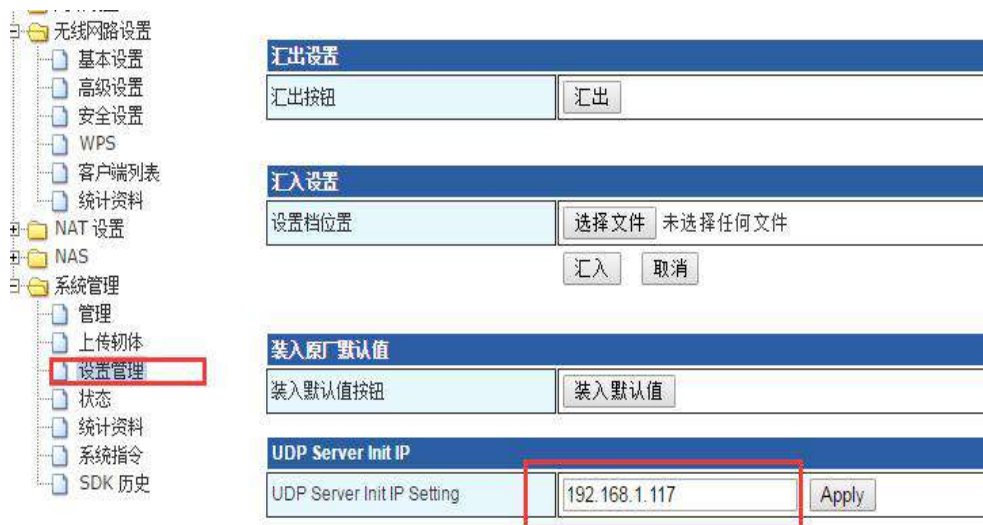 无线网路设置
基本设置
高级设置
安全设置
WPS
客户端列表
统计资料
NAT 设置
NAS
系統管理
管理
上传轫体
设置管理
状态
统计资料
系统指令
SDK 历史
汇出设置
汇出按钮 汇出
汇入设置
设置档位置 选择文件 未选择任何文件
汇入 取消
装入原厂默认值
装入默认值按钮 装入默认值
UDP Server Init IP
UDP Server Init IP Setting 192.168.1.117 Apply